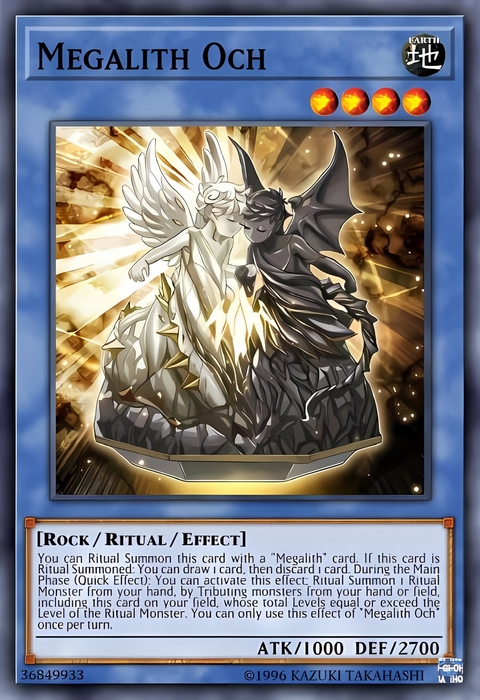 MEGALITH OCH
EARTH
地
[ROCK / RITUAL / EFFECT]
You can Ritual Summon this card with a "Megalith" card. If this card is
Ritual Summoned: You can draw 1 card, then discard 1 card. During the Main
Phase (Quick Effect): You can activate this effect; Ritual Summon 1 Ritual
Monster from your hand, by Tributing monsters from your hand or field,
including this card on your field, whose total Levels equal or exceed the
Level of the Ritual Monster. You can only use this effect of "Megalith Och"
once per turn.
ATK/1000 DEF/2700
36849933
©1996 KAZUKI TAKAHASHI